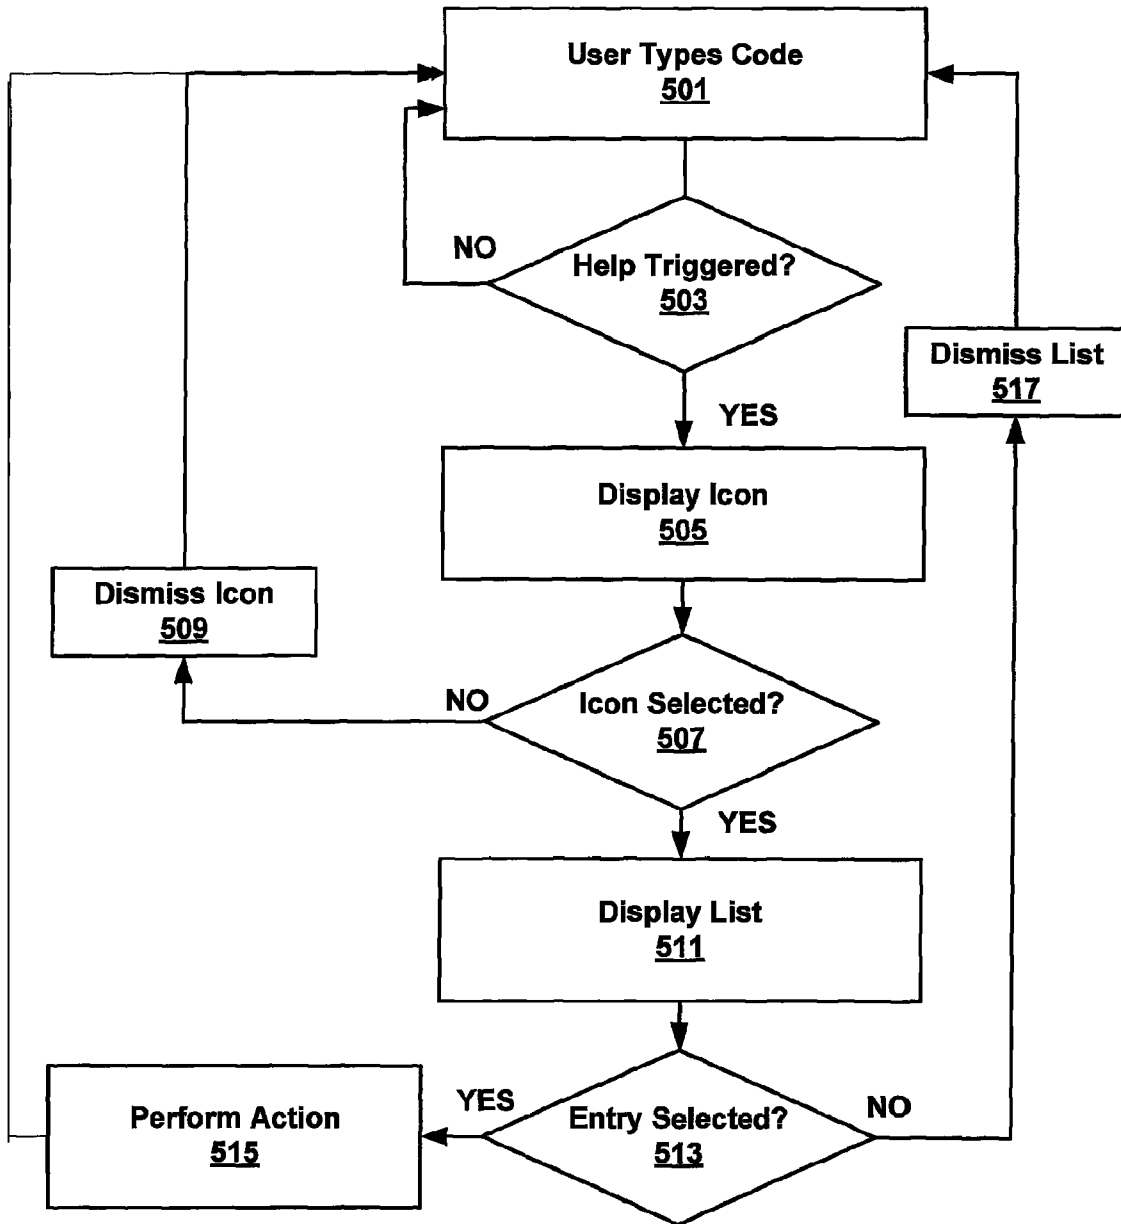 User Types Code
501
NO
Help Triggered?
503
Dismiss List
517
YES
Display Icon
505
Dismiss Icon
509
NO
Icon Selected?
507
YES
Display List
511
YES
Entry Selected?
513
NO
Perform Action
515